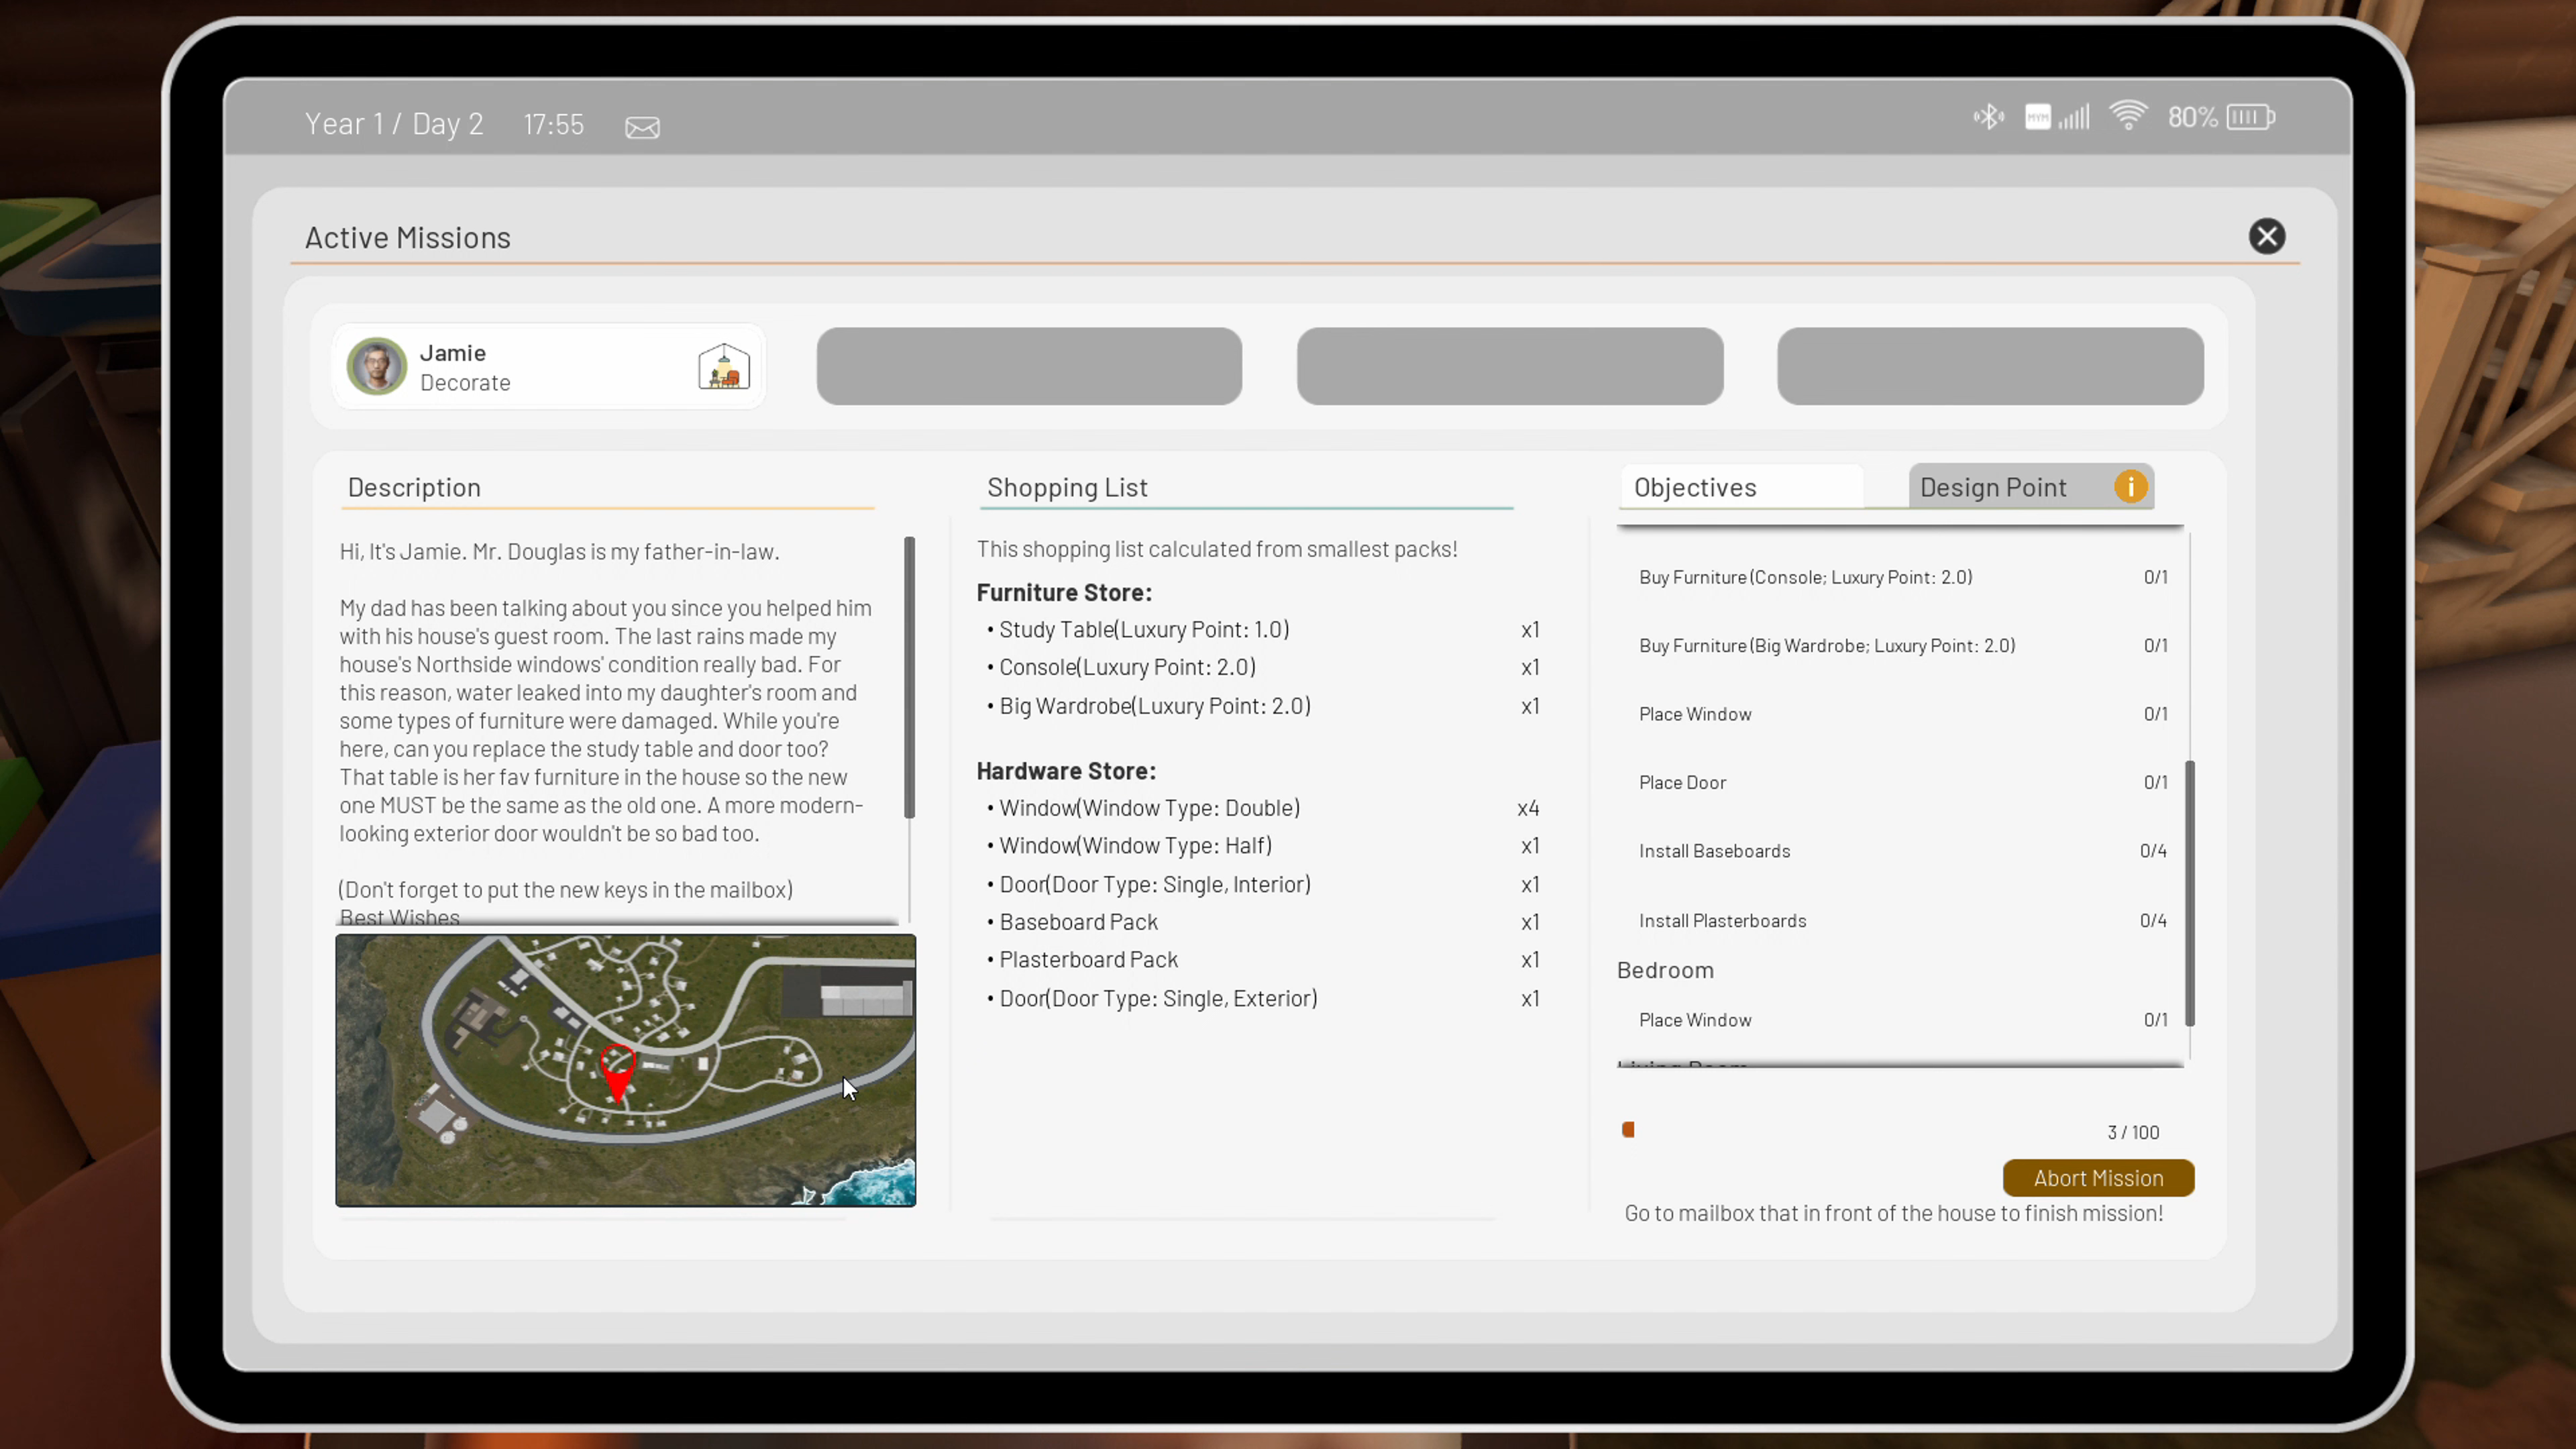 Year 1 / Day 2 17:55 MYM 80%
Active Missions
Jamie
Decorate
Description
Hi, It's Jamie. Mr. Douglas is my father-in-law.
My dad has been talking about you since you helped him
with his house's guest room. The last rains made my
house's Northside windows' condition really bad. For
this reason, water leaked into my daughter's room and
some types of furniture were damaged. While you're
here, can you replace the study table and door too?
That table is her fav furniture in the house so the new
one MUST be the same as the old one. A more modern-
looking exterior door wouldn't be so bad too.
(Don't forget to put the new keys in the mailbox)
Best Wishes
Shopping List
This shopping list calculated from smallest packs!
Furniture Store:
• Study Table(Luxury Point: 1.0) x1
• Console(Luxury Point: 2.0) x1
• Big Wardrobe(Luxury Point: 2.0) x1
Hardware Store:
• Window(Window Type: Double) x4
• Window(Window Type: Half) x1
• Door(Door Type: Single, Interior) x1
• Baseboard Pack x1
• Plasterboard Pack x1
• Door(Door Type: Single, Exterior) x1
Objectives
Design Point i
Buy Furniture (Console; Luxury Point: 2.0) 0/1
Buy Furniture (Big Wardrobe; Luxury Point: 2.0) 0/1
Place Window 0/1
Place Door 0/1
Install Baseboards 0/4
Install Plasterboards 0/4
Bedroom
Place Window 0/1
Living Room
3 / 100
Abort Mission
Go to mailbox that in front of the house to finish mission!